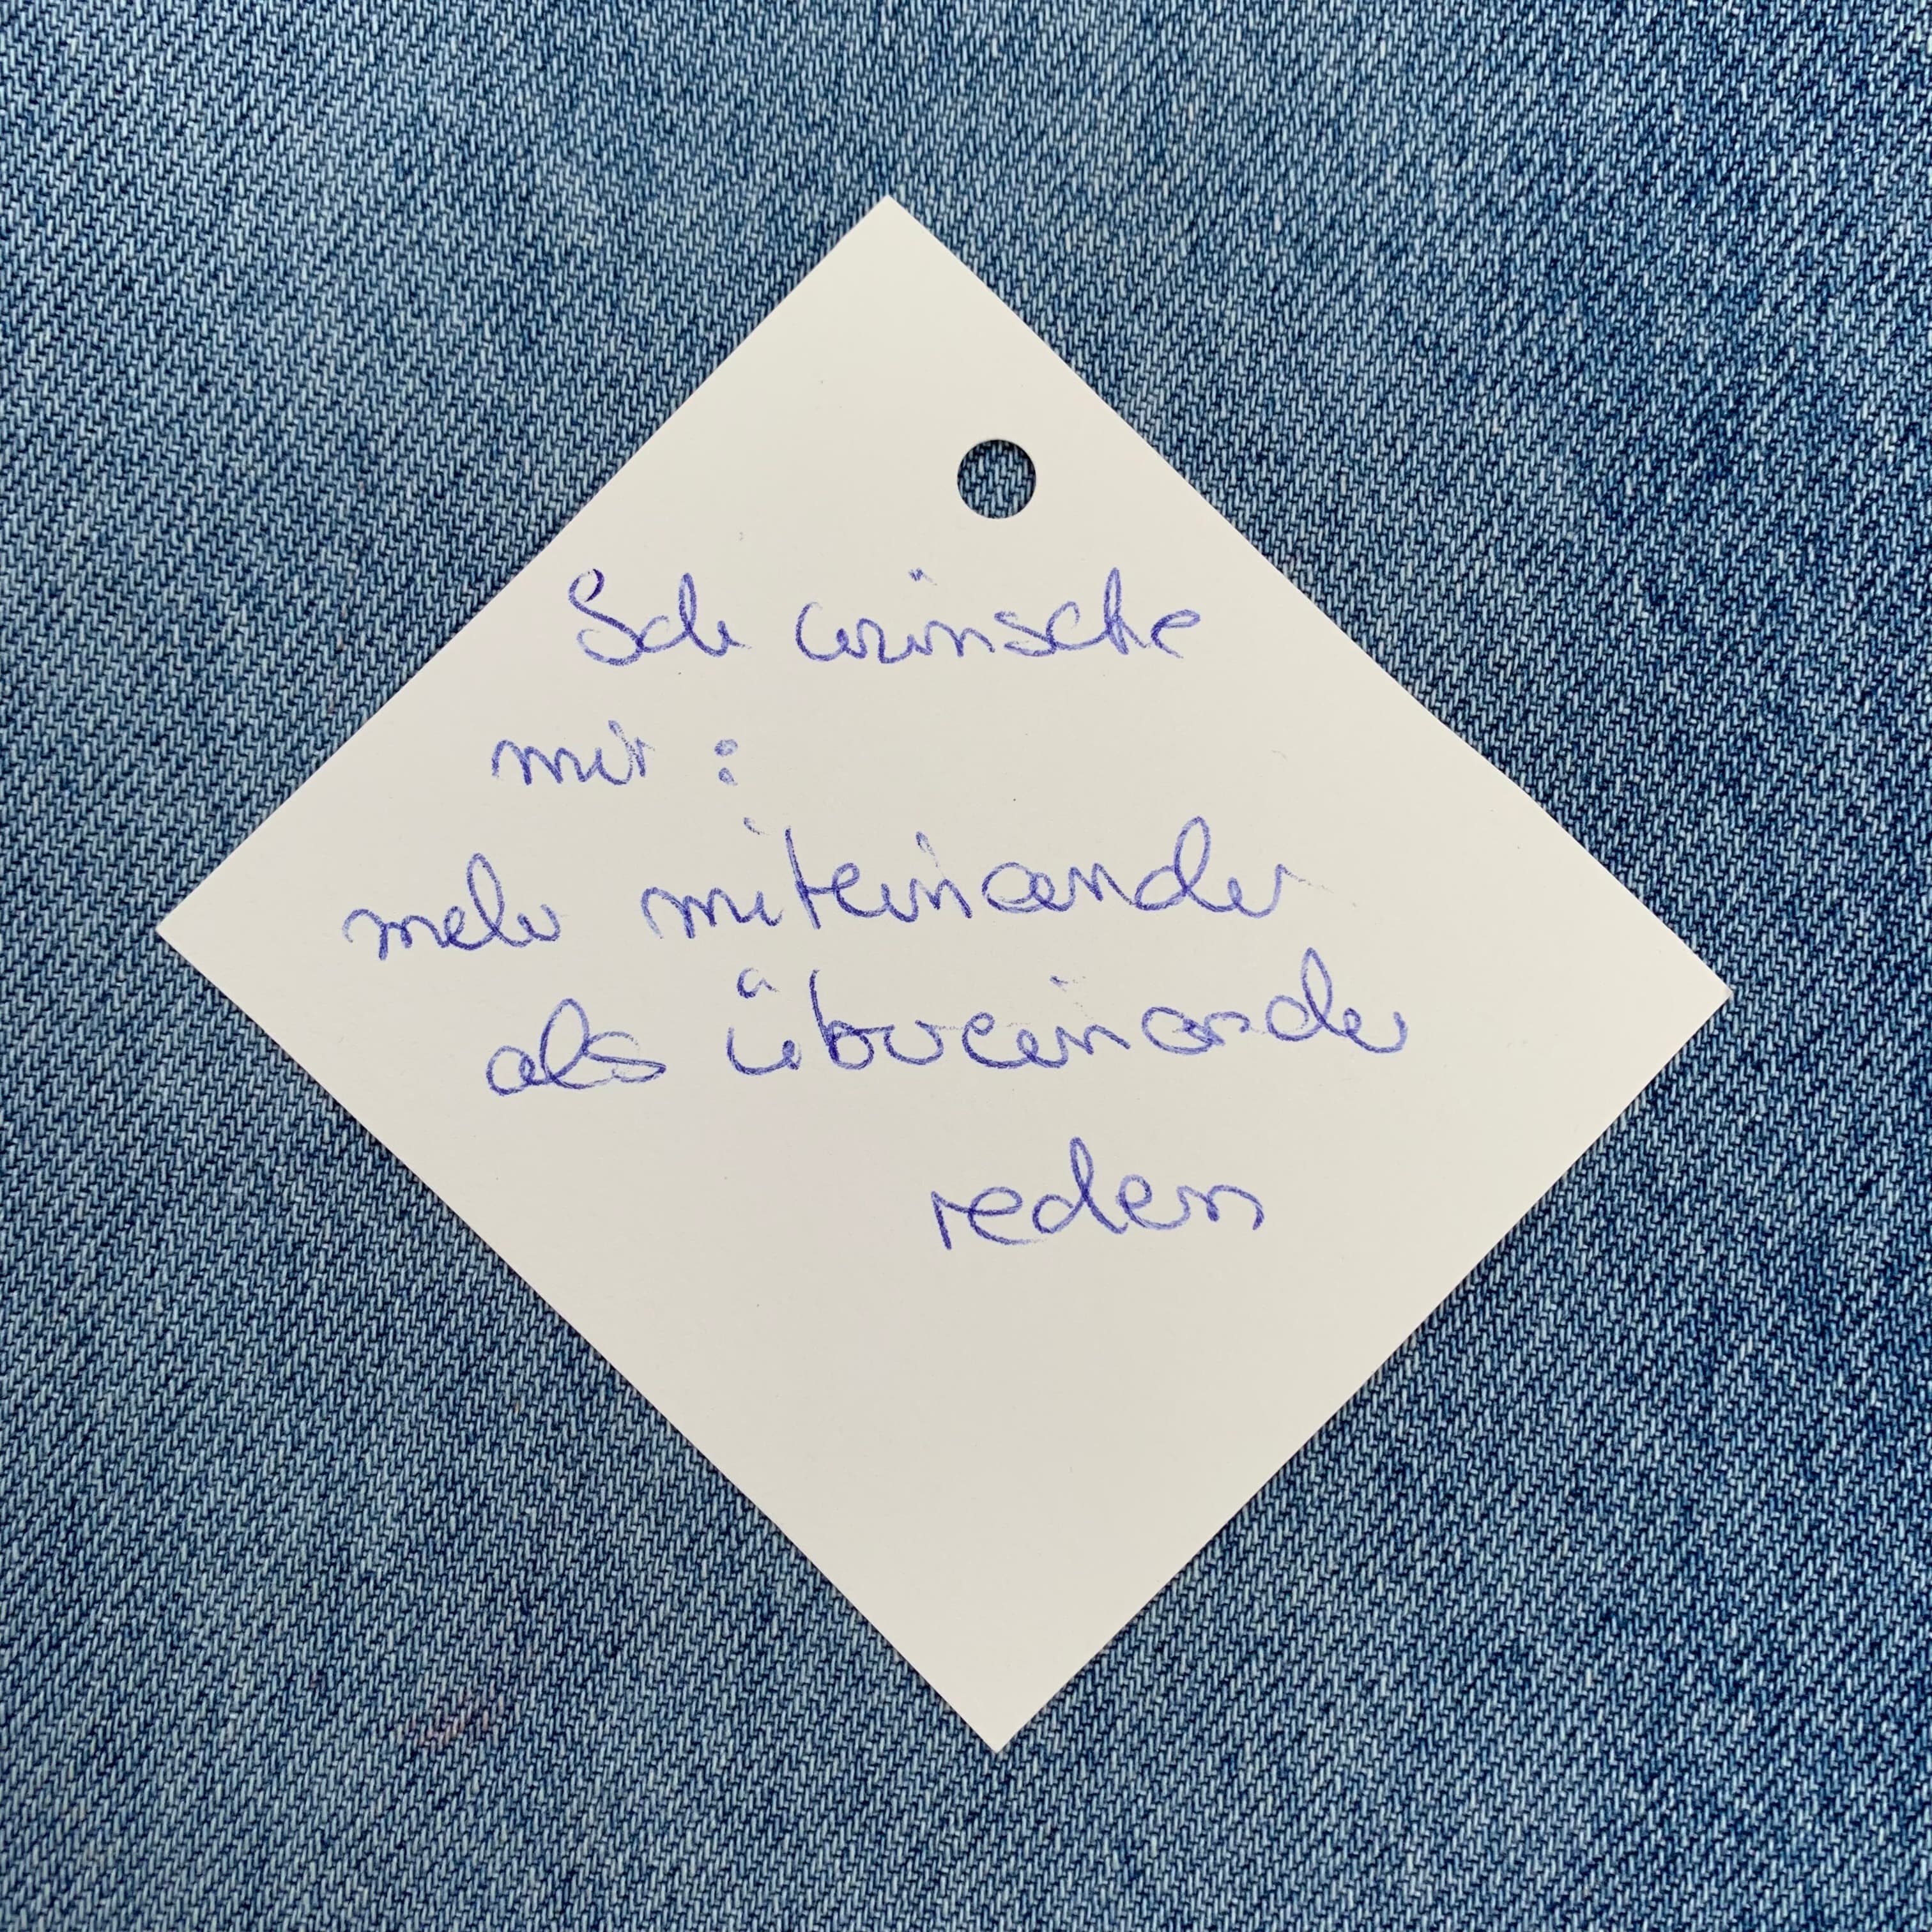 Ich wünsche
mir :
mehr miteinander
als übereinander
reden